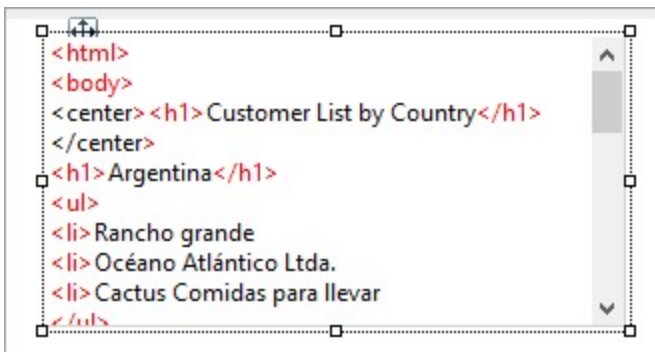 <html>
<body>
<center><h1>Customer List by Country</h1>
</center>
<h1>Argentina</h1>
<ul>
<li>Rancho grande
<li>Océano Atlántico Ltda.
<li>Cactus Comidas para llevar
</ul>